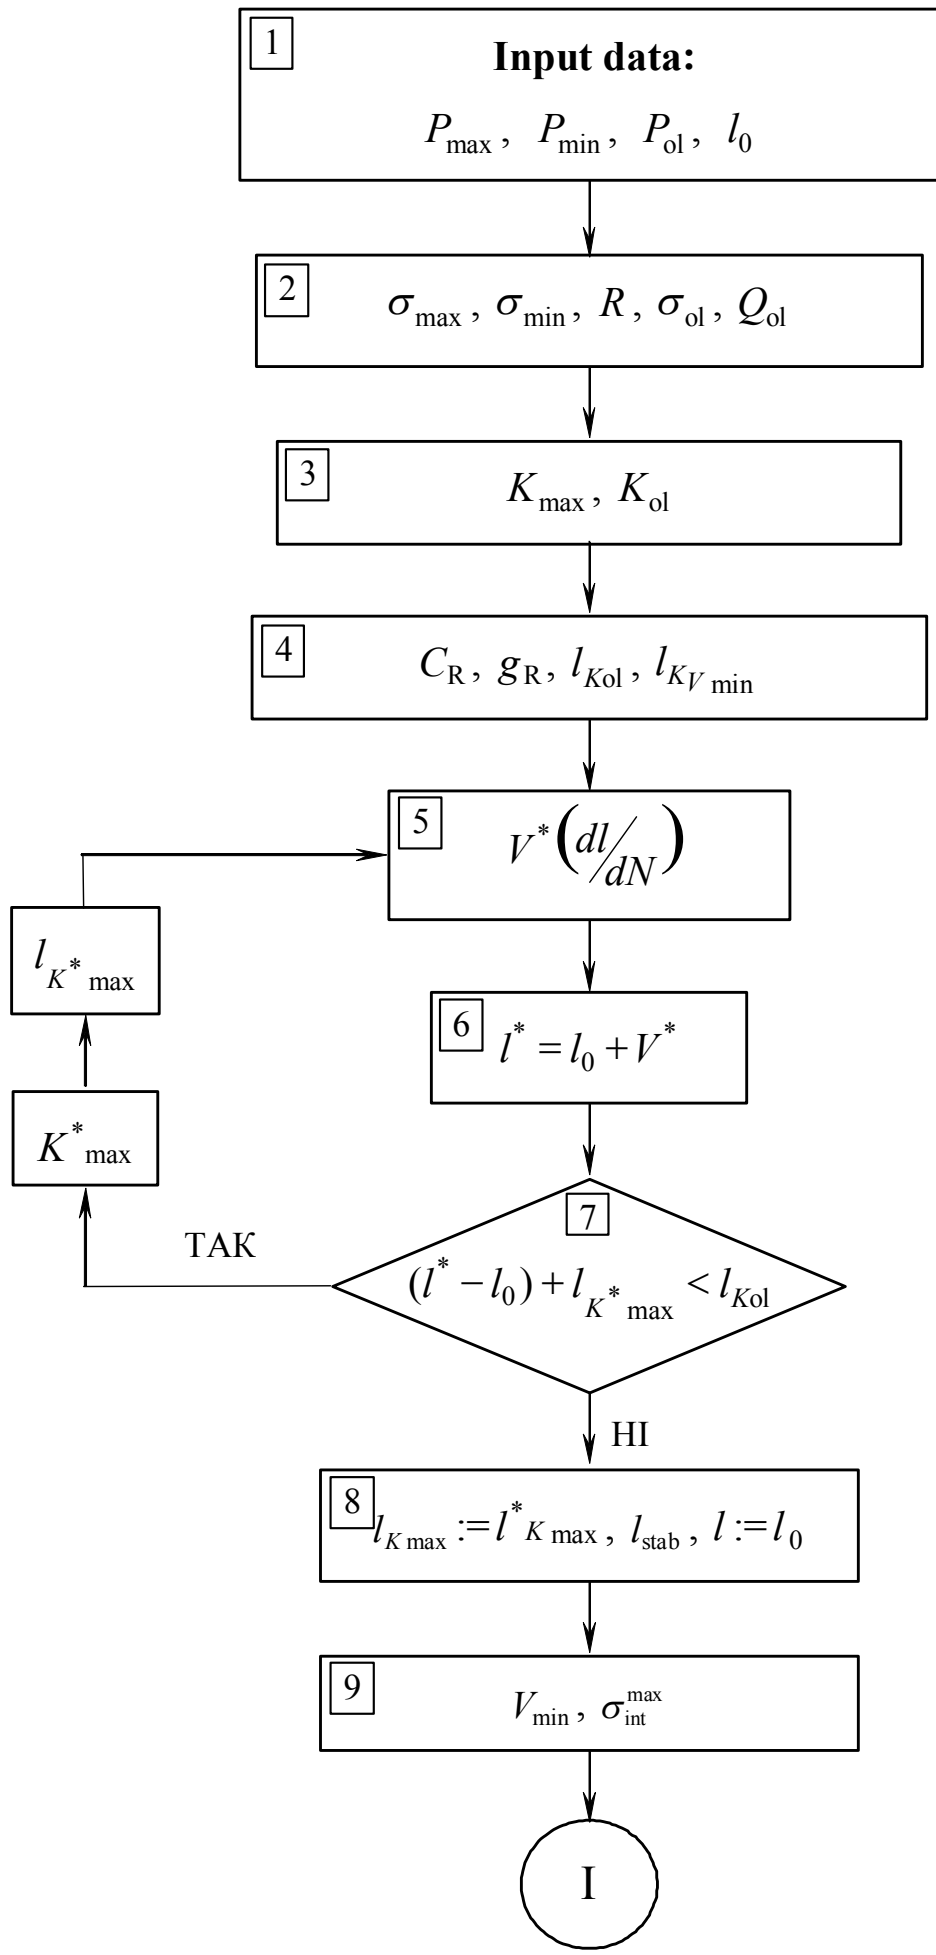 1
Input data:
P_max, P_min, P_ol, l_0
2
σ_max, σ_min, R, σ_ol, Q_ol
3
K_max, K_ol
4
C_R, g_R, l_Kol, l_K_V min
5
V*(dl/dN)
l_K* max
6
l* = l_0 + V*
K*_max
7
ТАК
(l* − l_0) + l_K* max < l_Kol
НІ
8
l_K max := l*_K max, l_stab, l := l_0
9
V_min, σ_int^max
I